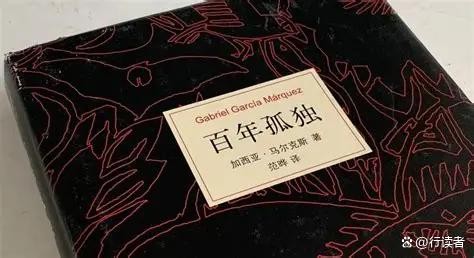 Gabriel García Márquez
百年孤独
加西亚·马尔克斯 著
范晔 译
@行读者